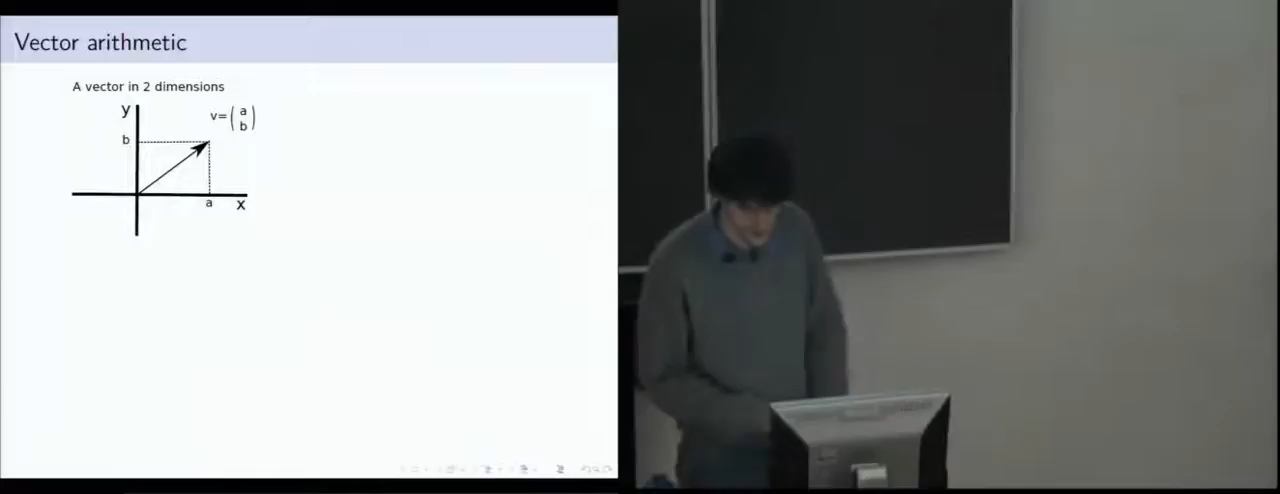 Vector arithmetic
A vector in 2 dimensions
y
v=(a
b)
b
a
x